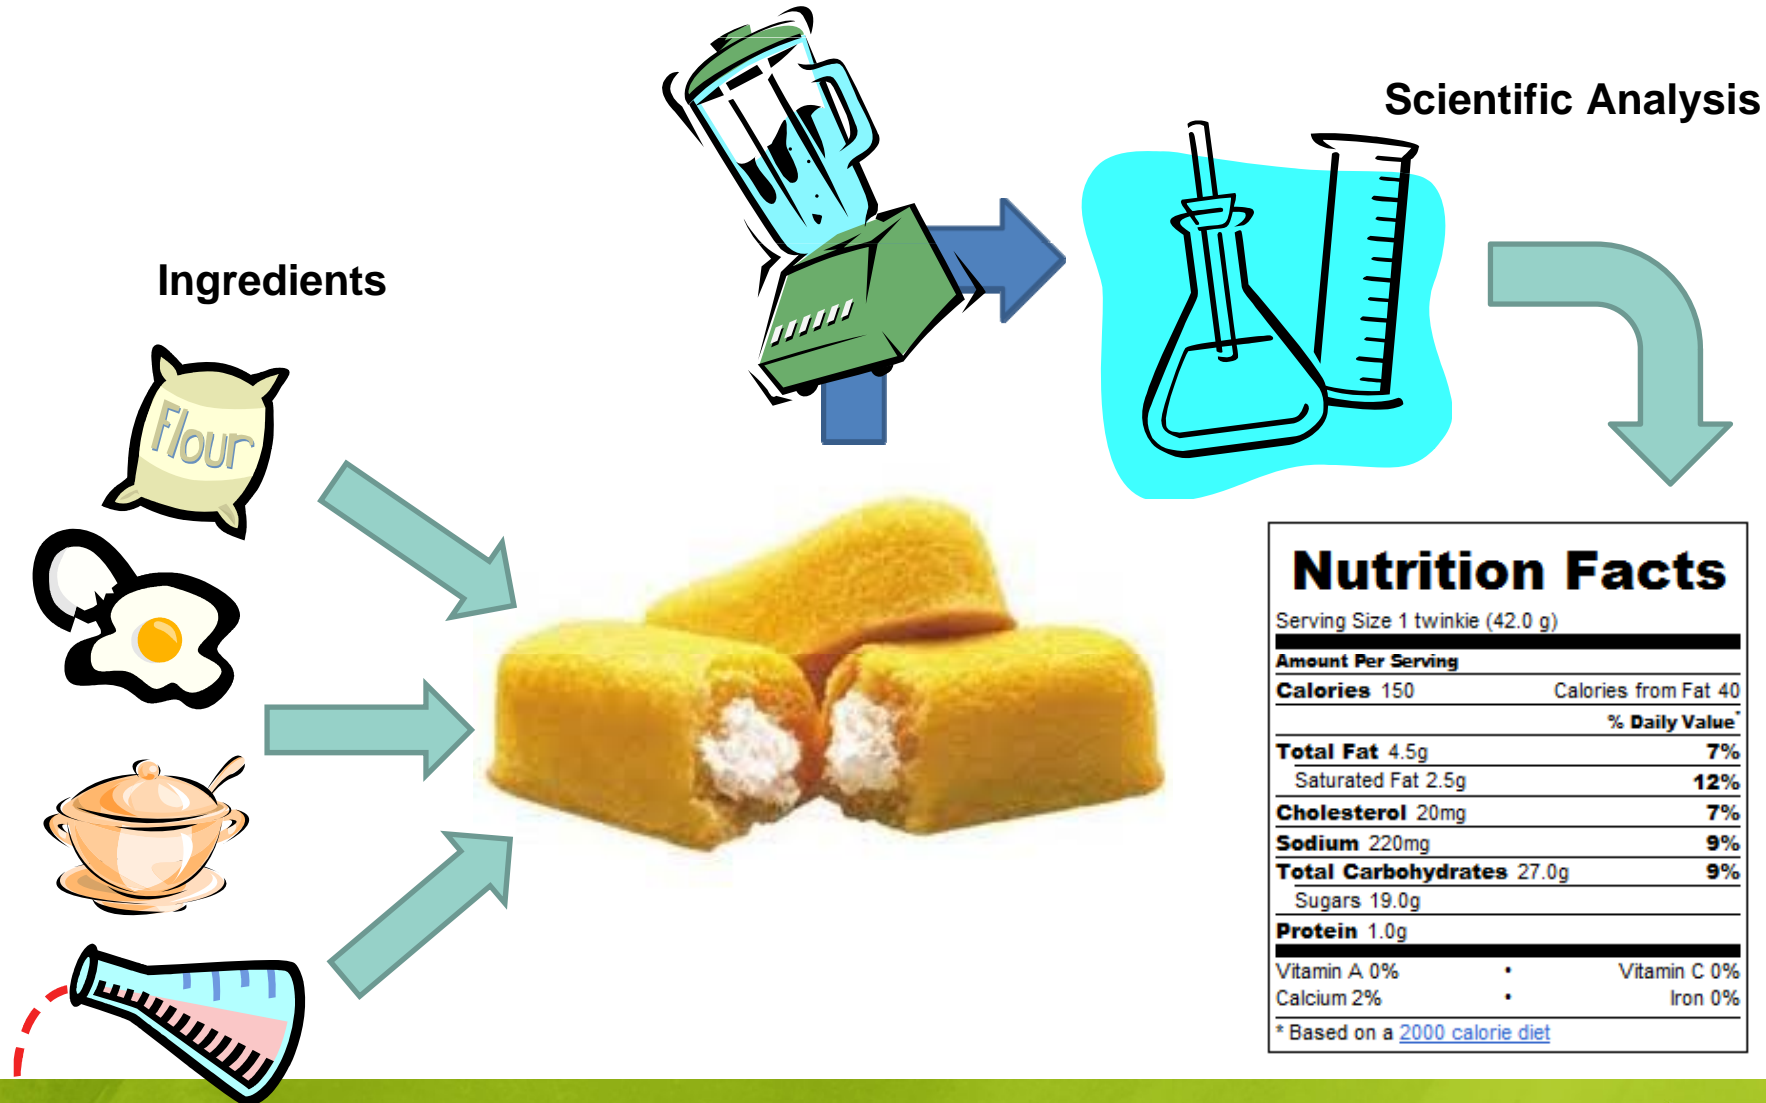 Scientific Analysis
Ingredients
Flour
Nutrition Facts
Serving Size 1 twinkie (42.0 g)
Amount Per Serving
Calories 150 Calories from Fat 40
% Daily Value*
Total Fat 4.5g 7%
Saturated Fat 2.5g 12%
Cholesterol 20mg 7%
Sodium 220mg 9%
Total Carbohydrates 27.0g 9%
Sugars 19.0g
Protein 1.0g
Vitamin A 0% • Vitamin C 0%
Calcium 2% • Iron 0%
* Based on a 2000 calorie diet